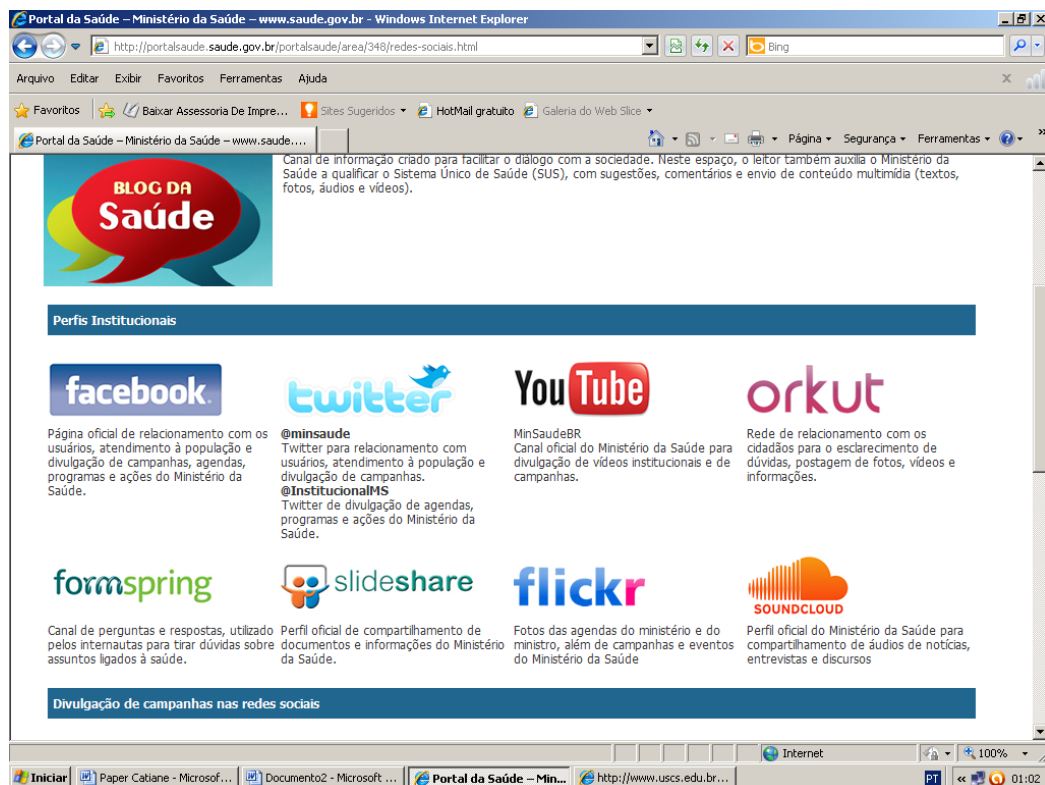 Portal da Saúde – Ministério da Saúde – www.saude.gov.br - Windows Internet Explorer
http://portalsaude.saude.gov.br/portalsaude/area/348/redes-sociais.html
Bing
Arquivo Editar Exibir Favoritos Ferramentas Ajuda
Favoritos Baixar Assessoria De Impre... Sites Sugeridos HotMail gratuito Galeria do Web Slice
Portal da Saúde – Ministério da Saúde – www.saude....
Página Segurança Ferramentas
BLOG DA
Saúde
Canal de informação criado para facilitar o diálogo com a sociedade. Neste espaço, o leitor também auxilia o Ministério da
Saúde a qualificar o Sistema Único de Saúde (SUS), com sugestões, comentários e envio de conteúdo multimídia (textos,
fotos, áudios e vídeos).
Perfis Institucionais
facebook.
Página oficial de relacionamento com os
usuários, atendimento à população e
divulgação de campanhas, agendas,
programas e ações do Ministério da
Saúde.
twitter
@minsaude
Twitter para relacionamento com
usuários, atendimento à população e
divulgação de campanhas.
@InstitucionalMS
Twitter de divulgação de agendas,
programas e ações do Ministério da
Saúde.
You Tube
MinSaudeBR
Canal oficial do Ministério da Saúde para
divulgação de vídeos institucionais e de
campanhas.
orkut
Rede de relacionamento com os
cidadãos para o esclarecimento de
dúvidas, postagem de fotos, vídeos e
informações.
formspring
Canal de perguntas e respostas, utilizado
pelos internautas para tirar dúvidas sobre
assuntos ligados à saúde.
slideshare
Perfil oficial de compartilhamento de
documentos e informações do Ministério
da Saúde.
flickr
Fotos das agendas do ministério e do
ministro, além de campanhas e eventos
do Ministério da Saúde
SOUNDCLOUD
Perfil oficial do Ministério da Saúde para
compartilhamento de áudios de notícias,
entrevistas e discursos
Divulgação de campanhas nas redes sociais
Internet 100%
Iniciar Paper Catiane - Microsof... Documento2 - Microsoft ... Portal da Saúde – Min... http://www.uscs.edu.br... PT 01:02